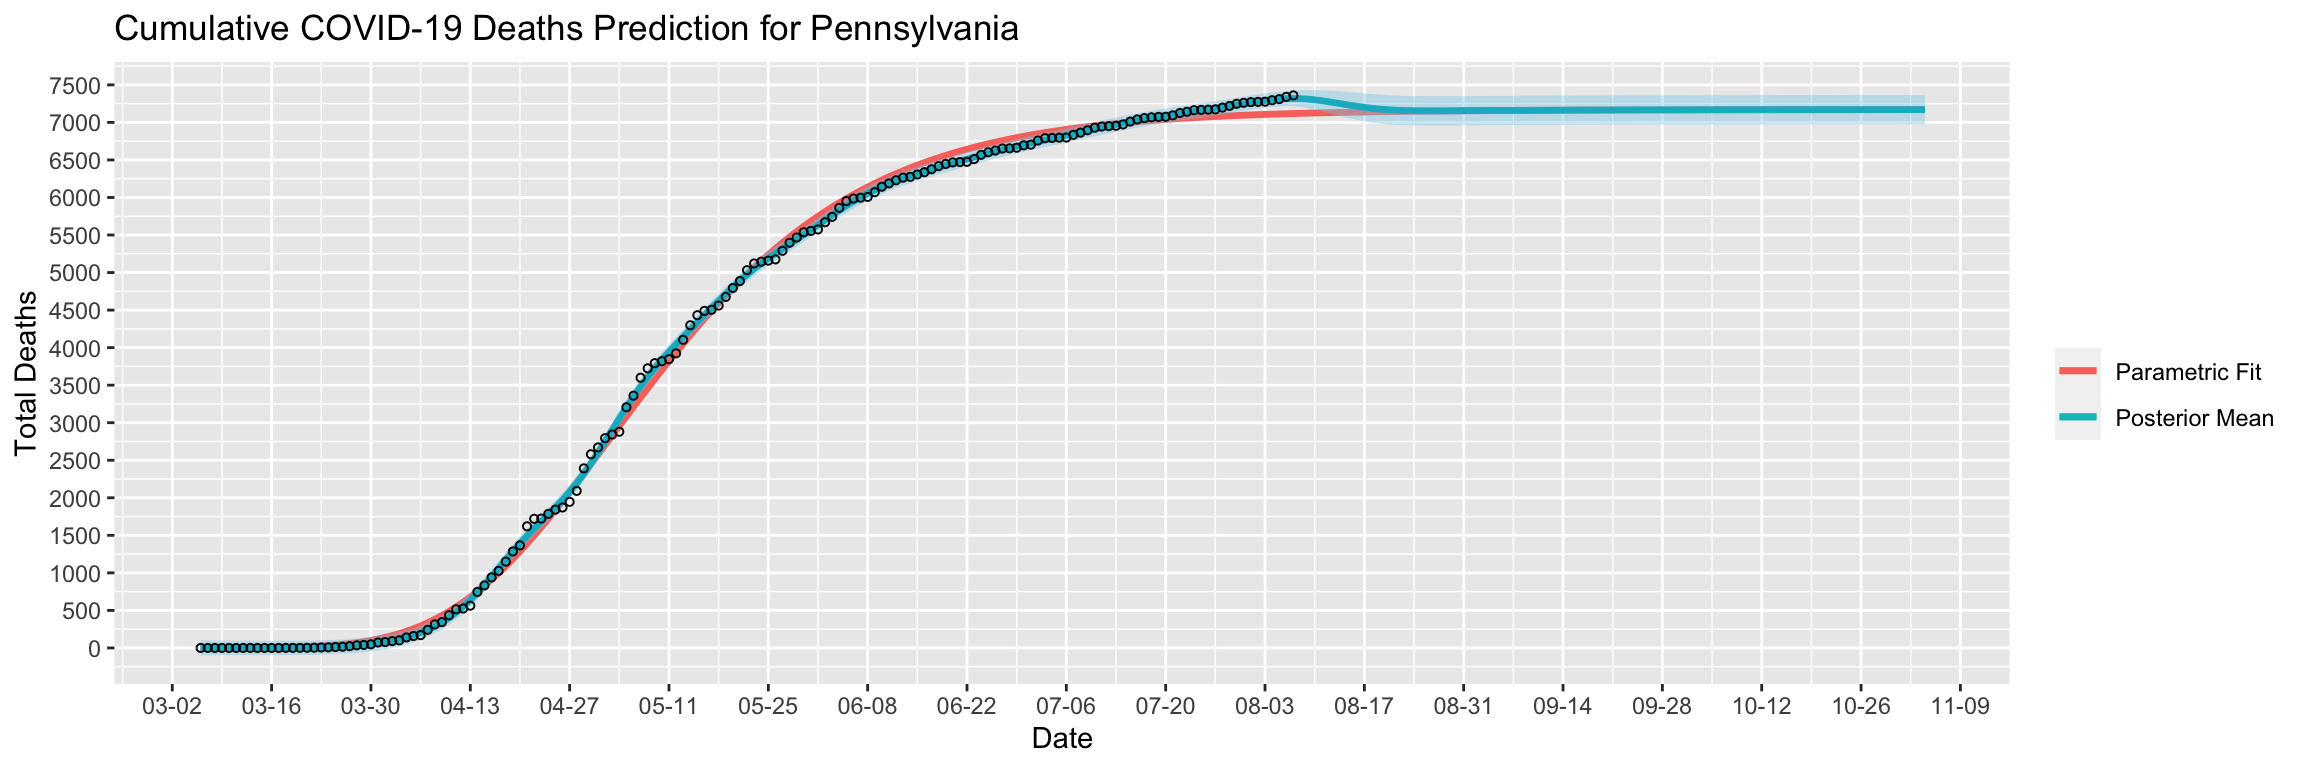 Cumulative COVID-19 Deaths Prediction for Pennsylvania
7500
7000
6500
6000
5500
5000
4500
4000
3500
3000
2500
2000
1500
1000
500
0
Total Deaths
03-02 03-16 03-30 04-13 04-27 05-11 05-25 06-08 06-22 07-06 07-20 08-03 08-17 08-31 09-14 09-28 10-12 10-26 11-09
Date
Parametric Fit
Posterior Mean